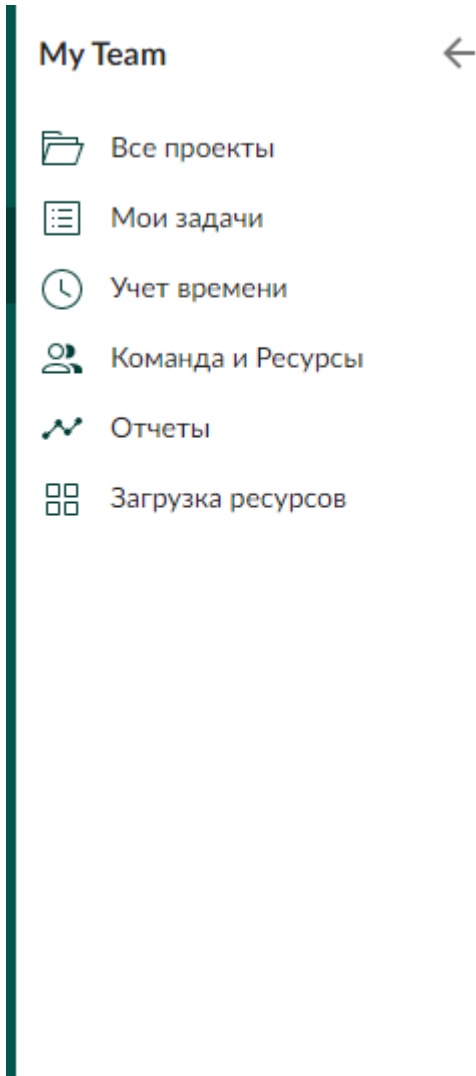 My Team
Все проекты
Мои задачи
Учет времени
Команда и Ресурсы
Отчеты
Загрузка ресурсов